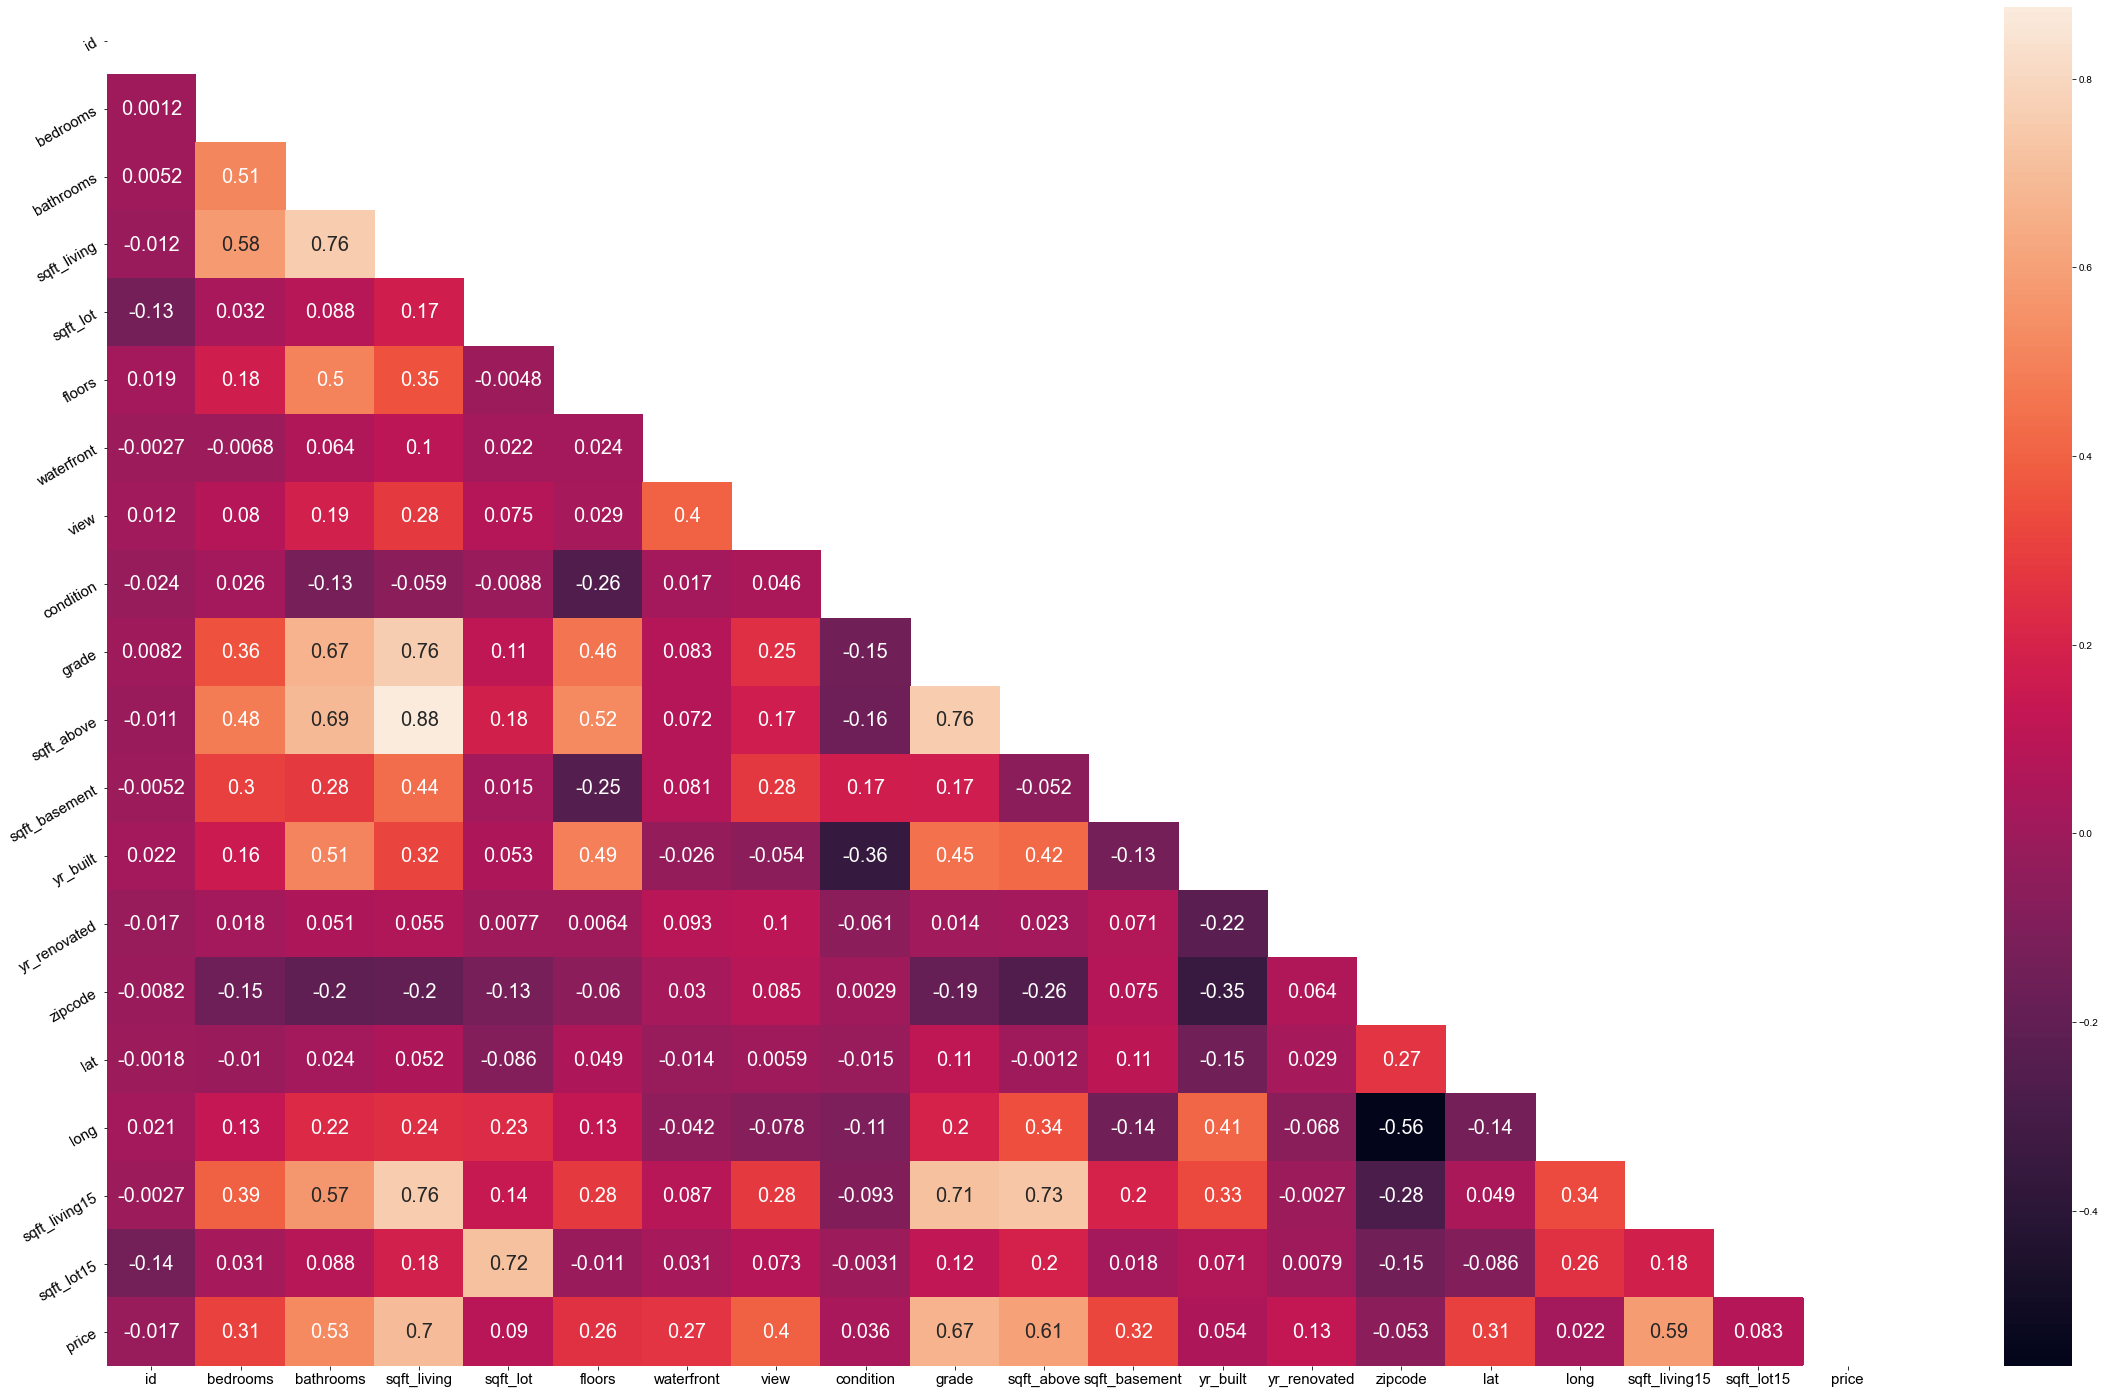 id
bedrooms 0.0012
bathrooms 0.0052 0.51
sqft_living -0.012 0.58 0.76
sqft_lot -0.13 0.032 0.088 0.17
floors 0.019 0.18 0.5 0.35 -0.0048
waterfront -0.0027 -0.0068 0.064 0.1 0.022 0.024
view 0.012 0.08 0.19 0.28 0.075 0.029 0.4
condition -0.024 0.026 -0.13 -0.059 -0.0088 -0.26 0.017 0.046
grade 0.0082 0.36 0.67 0.76 0.11 0.46 0.083 0.25 -0.15
sqft_above -0.011 0.48 0.69 0.88 0.18 0.52 0.072 0.17 -0.16 0.76
sqft_basement -0.0052 0.3 0.28 0.44 0.015 -0.25 0.081 0.28 0.17 0.17 -0.052
yr_built 0.022 0.16 0.51 0.32 0.053 0.49 -0.026 -0.054 -0.36 0.45 0.42 -0.13
yr_renovated -0.017 0.018 0.051 0.055 0.0077 0.0064 0.093 0.1 -0.061 0.014 0.023 0.071 -0.22
zipcode -0.0082 -0.15 -0.2 -0.2 -0.13 -0.06 0.03 0.085 0.0029 -0.19 -0.26 0.075 -0.35 0.064
lat -0.0018 -0.01 0.024 0.052 -0.086 0.049 -0.014 0.0059 -0.015 0.11 -0.0012 0.11 -0.15 0.029 0.27
long 0.021 0.13 0.22 0.24 0.23 0.13 -0.042 -0.078 -0.11 0.2 0.34 -0.14 0.41 -0.068 -0.56 -0.14
sqft_living15 -0.0027 0.39 0.57 0.76 0.14 0.28 0.087 0.28 -0.093 0.71 0.73 0.2 0.33 -0.0027 -0.28 0.049 0.34
sqft_lot15 -0.14 0.031 0.088 0.18 0.72 -0.011 0.031 0.073 -0.0031 0.12 0.2 0.018 0.071 0.0079 -0.15 -0.086 0.26 0.18
price -0.017 0.31 0.53 0.7 0.09 0.26 0.27 0.4 0.036 0.67 0.61 0.32 0.054 0.13 -0.053 0.31 0.022 0.59 0.083
id bedrooms bathrooms sqft_living sqft_lot floors waterfront view condition grade sqft_above sqft_basement yr_built yr_renovated zipcode lat long sqft_living15 sqft_lot15 price
0.8
0.6
0.4
0.2
0.0
−0.2
−0.4